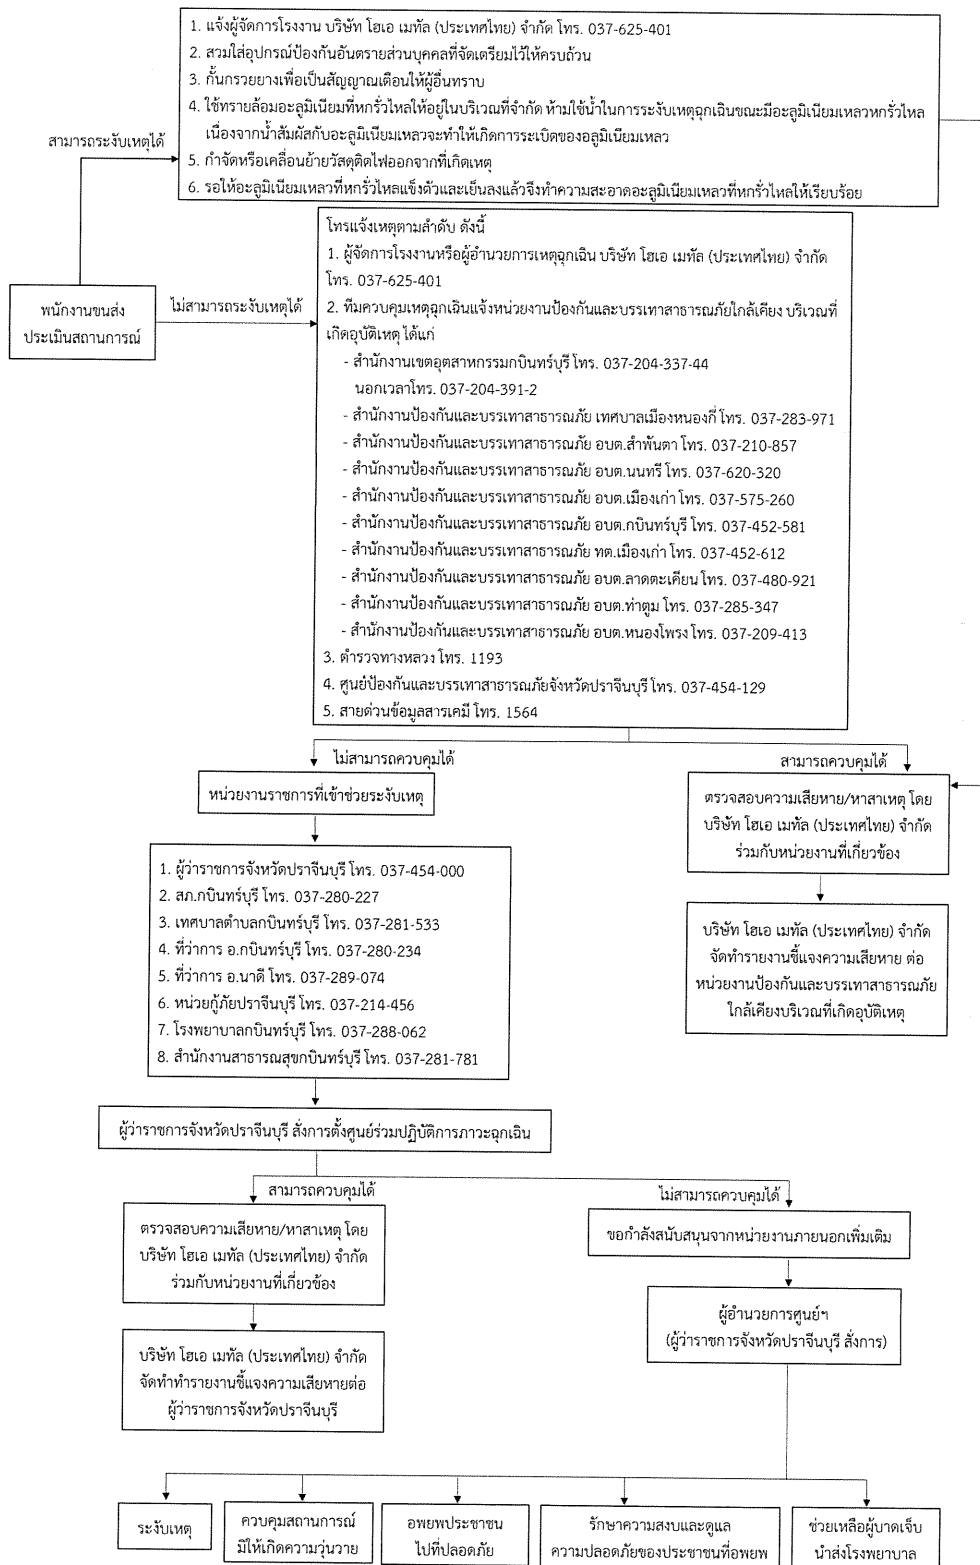 1. แจ้งผู้จัดการโรงงาน บริษัท โฮเอ เมทัล (ประเทศไทย) จำกัด โทร. 037-625-401
2. สวมใส่อุปกรณ์ป้องกันอันตรายส่วนบุคคลที่จัดเตรียมไว้ให้ครบถ้วน
3. กั้นกรวยยางเพื่อเป็นสัญญาณเตือนให้ผู้อื่นทราบ
4. ใช้ทรายล้อมอะลูมิเนียมที่หกรั่วไหลให้อยู่ในบริเวณที่จำกัด ห้ามใช้น้ำในการระงับเหตุฉุกเฉินขณะมีอะลูมิเนียมเหลวหกรั่วไหล
เนื่องจากน้ำสัมผัสกับอะลูมิเนียมเหลวจะทำให้เกิดการระเบิดของอลูมิเนียมเหลว
5. กำจัดหรือเคลื่อนย้ายวัสดุติดไฟออกจากที่เกิดเหตุ
6. รอให้อะลูมิเนียมเหลวที่หกรั่วไหลแข็งตัวและเย็นลงแล้วจึงทำความสะอาดอะลูมิเนียมเหลวที่หกรั่วไหลให้เรียบร้อย
สามารถระงับเหตุได้
พนักงานขนส่ง
ประเมินสถานการณ์
ไม่สามารถระงับเหตุได้
โทรแจ้งเหตุตามลำดับ ดังนี้
1. ผู้จัดการโรงงานหรือผู้อำนวยการเหตุฉุกเฉิน บริษัท โฮเอ เมทัล (ประเทศไทย) จำกัด
โทร. 037-625-401
2. ทีมควบคุมเหตุฉุกเฉินแจ้งหน่วยงานป้องกันและบรรเทาสาธารณภัยใกล้เคียง บริเวณที่
เกิดอุบัติเหตุ ได้แก่
- สำนักงานเขตอุตสาหกรรมกบินทร์บุรี โทร. 037-204-337-44
นอกเวลาโทร. 037-204-391-2
- สำนักงานป้องกันและบรรเทาสาธารณภัย เทศบาลเมืองหนองกี่ โทร. 037-283-971
- สำนักงานป้องกันและบรรเทาสาธารณภัย อบต.สำพันตา โทร. 037-210-857
- สำนักงานป้องกันและบรรเทาสาธารณภัย อบต.นนทรี โทร. 037-620-320
- สำนักงานป้องกันและบรรเทาสาธารณภัย อบต.เมืองเก่า โทร. 037-575-260
- สำนักงานป้องกันและบรรเทาสาธารณภัย อบต.กบินทร์บุรี โทร. 037-452-581
- สำนักงานป้องกันและบรรเทาสาธารณภัย ทต.เมืองเก่า โทร. 037-452-612
- สำนักงานป้องกันและบรรเทาสาธารณภัย อบต.ลาดตะเคียน โทร. 037-480-921
- สำนักงานป้องกันและบรรเทาสาธารณภัย อบต.ท่าตูม โทร. 037-285-347
- สำนักงานป้องกันและบรรเทาสาธารณภัย อบต.หนองโพรง โทร. 037-209-413
3. ตำรวจทางหลวง โทร. 1193
4. ศูนย์ป้องกันและบรรเทาสาธารณภัยจังหวัดปราจีนบุรี โทร. 037-454-129
5. สายด่วนข้อมูลสารเคมี โทร. 1564
ไม่สามารถควบคุมได้
สามารถควบคุมได้
หน่วยงานราชการที่เข้าช่วยระงับเหตุ
ตรวจสอบความเสียหาย/หาสาเหตุ โดย
บริษัท โฮเอ เมทัล (ประเทศไทย) จำกัด
ร่วมกับหน่วยงานที่เกี่ยวข้อง
1. ผู้ว่าราชการจังหวัดปราจีนบุรี โทร. 037-454-000
2. สภ.กบินทร์บุรี โทร. 037-280-227
3. เทศบาลตำบลกบินทร์บุรี โทร. 037-281-533
4. ที่ว่าการ อ.กบินทร์บุรี โทร. 037-280-234
5. ที่ว่าการ อ.นาดี โทร. 037-289-074
6. หน่วยกู้ภัยปราจีนบุรี โทร. 037-214-456
7. โรงพยาบาลกบินทร์บุรี โทร. 037-288-062
8. สำนักงานสาธารณสุขกบินทร์บุรี โทร. 037-281-781
บริษัท โฮเอ เมทัล (ประเทศไทย) จำกัด
จัดทำรายงานชี้แจงความเสียหาย ต่อ
หน่วยงานป้องกันและบรรเทาสาธารณภัย
ใกล้เคียงบริเวณที่เกิดอุบัติเหตุ
ผู้ว่าราชการจังหวัดปราจีนบุรี สั่งการตั้งศูนย์ร่วมปฏิบัติการภาวะฉุกเฉิน
สามารถควบคุมได้
ไม่สามารถควบคุมได้
ตรวจสอบความเสียหาย/หาสาเหตุ โดย
บริษัท โฮเอ เมทัล (ประเทศไทย) จำกัด
ร่วมกับหน่วยงานที่เกี่ยวข้อง
ขอกำลังสนับสนุนจากหน่วยงานภายนอกเพิ่มเติม
ผู้อำนวยการศูนย์ฯ
(ผู้ว่าราชการจังหวัดปราจีนบุรี สั่งการ)
บริษัท โฮเอ เมทัล (ประเทศไทย) จำกัด
จัดทำทำรายงานชี้แจงความเสียหายต่อ
ผู้ว่าราชการจังหวัดปราจีนบุรี
ระงับเหตุ
ควบคุมสถานการณ์
มิให้เกิดความวุ่นวาย
อพยพประชาชน
ไปที่ปลอดภัย
รักษาความสงบและดูแล
ความปลอดภัยของประชาชนที่อพยพ
ช่วยเหลือผู้บาดเจ็บ
นำส่งโรงพยาบาล